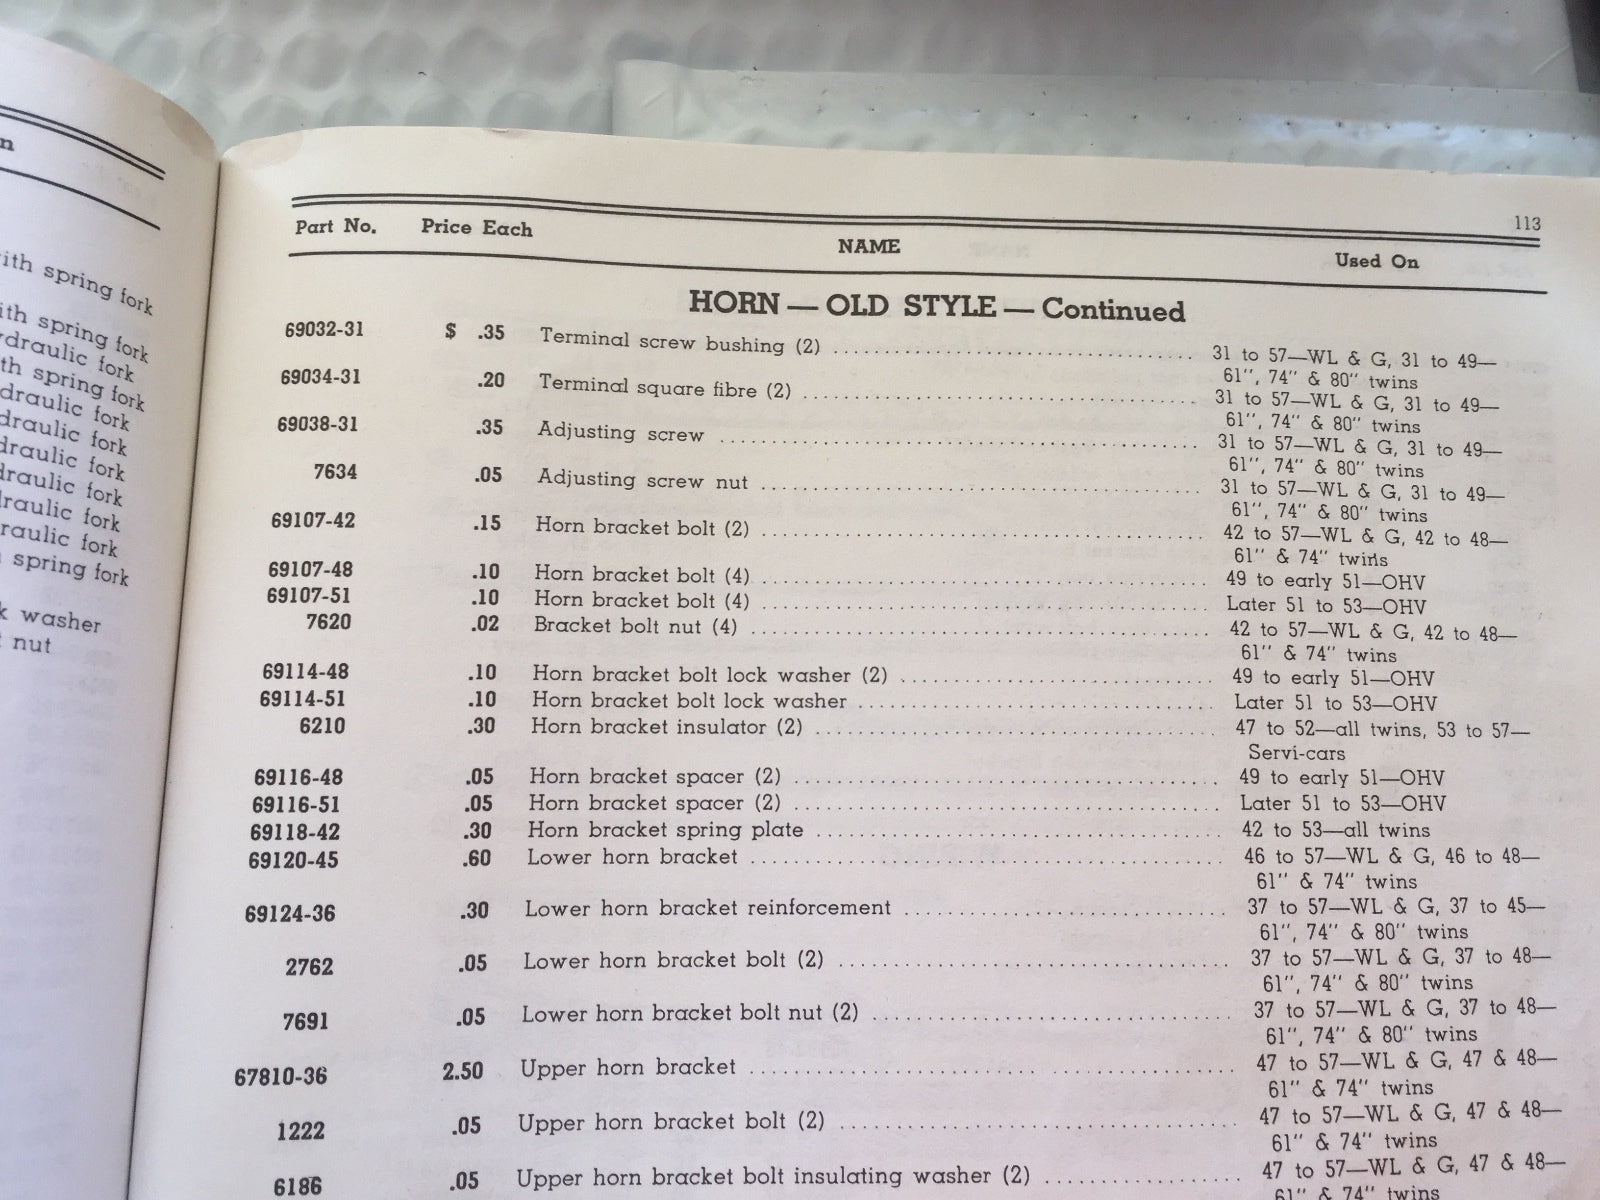 n
ith spring fork
ith spring fork
draulic fork
th spring fork
draulic fork
draulic fork
draulic fork
draulic fork
raulic fork
raulic fork
spring fork
k washer
nut
113
Part No. Price Each NAME Used On
HORN — OLD STYLE — Continued
69032-31 $ .35 Terminal screw bushing (2) 31 to 57—WL & G, 31 to 49—
61", 74" & 80" twins
69034-31 .20 Terminal square fibre (2) 31 to 57—WL & G, 31 to 49—
61", 74" & 80" twins
69038-31 .35 Adjusting screw 31 to 57—WL & G, 31 to 49—
61", 74" & 80" twins
7634 .05 Adjusting screw nut 31 to 57—WL & G, 31 to 49—
61", 74" & 80" twins
69107-42 .15 Horn bracket bolt (2) 42 to 57—WL & G, 42 to 48—
61" & 74" twins
69107-48 .10 Horn bracket bolt (4) 49 to early 51—OHV
69107-51 .10 Horn bracket bolt (4) Later 51 to 53—OHV
7620 .02 Bracket bolt nut (4) 42 to 57—WL & G, 42 to 48—
61" & 74" twins
69114-48 .10 Horn bracket bolt lock washer (2) 49 to early 51—OHV
69114-51 .10 Horn bracket bolt lock washer Later 51 to 53—OHV
6210 .30 Horn bracket insulator (2) 47 to 52—all twins, 53 to 57—
Servi-cars
69116-48 .05 Horn bracket spacer (2) 49 to early 51—OHV
69116-51 .05 Horn bracket spacer (2) Later 51 to 53—OHV
69118-42 .30 Horn bracket spring plate 42 to 53—all twins
69120-45 .60 Lower horn bracket 46 to 57—WL & G, 46 to 48—
61" & 74" twins
69124-36 .30 Lower horn bracket reinforcement 37 to 57—WL & G, 37 to 45—
61", 74" & 80" twins
2762 .05 Lower horn bracket bolt (2) 37 to 57—WL & G, 37 to 48—
61", 74" & 80" twins
7691 .05 Lower horn bracket bolt nut (2) 37 to 57—WL & G, 37 to 48—
61", 74" & 80" twins
67810-36 2.50 Upper horn bracket 47 to 57—WL & G, 47 & 48—
61" & 74" twins
1222 .05 Upper horn bracket bolt (2) 47 to 57—WL & G, 47 & 48—
61" & 74" twins
6186 .05 Upper horn bracket bolt insulating washer (2) 47 to 57—WL & G, 47 & 48—
61" & 74" twins